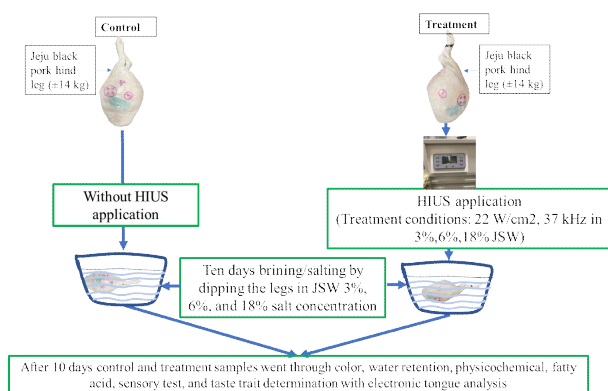 Control
Treatment
Jeju black
pork hind
leg (±14 kg)
Jeju black
pork hind
leg (±14 kg)
Without HIUS
application
HIUS application
(Treatment conditions: 22 W/cm2, 37 kHz in
3%,6%,18% JSW)
Ten days brining/salting by
dipping the legs in JSW 3%,
6%, and 18% salt concentration
After 10 days control and treatment samples went through color, water retention, physicochemical, fatty
acid, sensory test, and taste trait determination with electronic tongue analysis